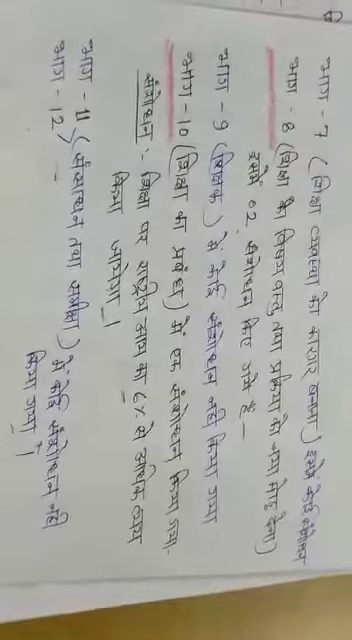 भाग - 7 (शिक्षा व्यवस्था को कारगर बनाना) इसमें कोई संशोधन
भाग - 8 (शिक्षा की विषय वस्तु तथा प्रक्रिया को नया मोड़ देना)
इसमें 02 संशोधन किए गये हैं -
भाग - 9 (शिक्षक) में कोई संशोधन नहीं किया गया
भाग - 10 (शिक्षा का प्रबंध) में एक संशोधन किया गया -
संशोधन :- शिक्षा पर राष्ट्रीय आय का 6% से अधिक व्यय
किया जायेगा -।
भाग - 11 (संसाधन तथा समीक्षा) में कोई संशोधन नहीं
भाग - 12 - किया गया है।